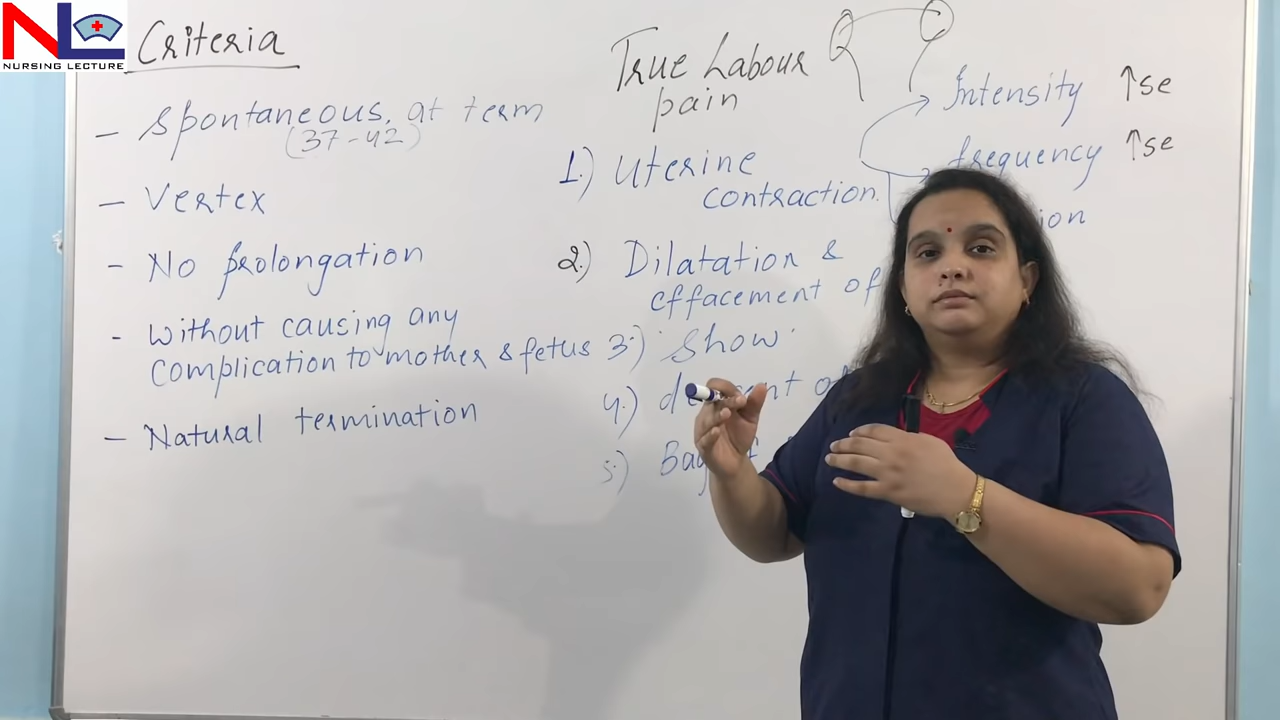 NL
NURSING LECTURE
Criteria
- Spontaneous, at term
(37-42)
- Vertex
- No prolongation
- Without causing any
complication to mother & fetus
- Natural termination
True Labour
pain
1.) Uterine
contraction
Intensity ↑se
frequency ↑se
2.) Dilatation &
effacement of
3.) Show
4.)
5.)